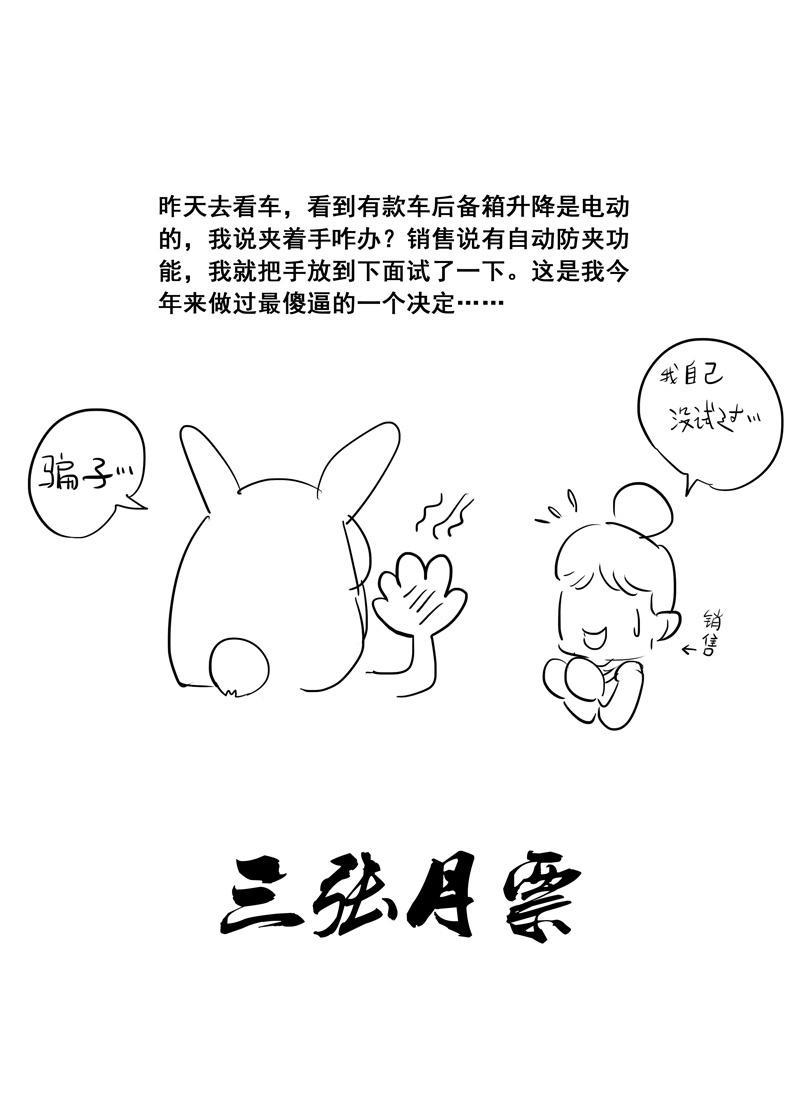 昨天去看车，看到有款车后备箱升降是电动
的，我说夹着手咋办？销售说有自动防夹功
能，我就把手放到下面试了一下。这是我今
年来做过最傻逼的一个决定……
我自己
没试过…
骗子…
销
售
三张月票